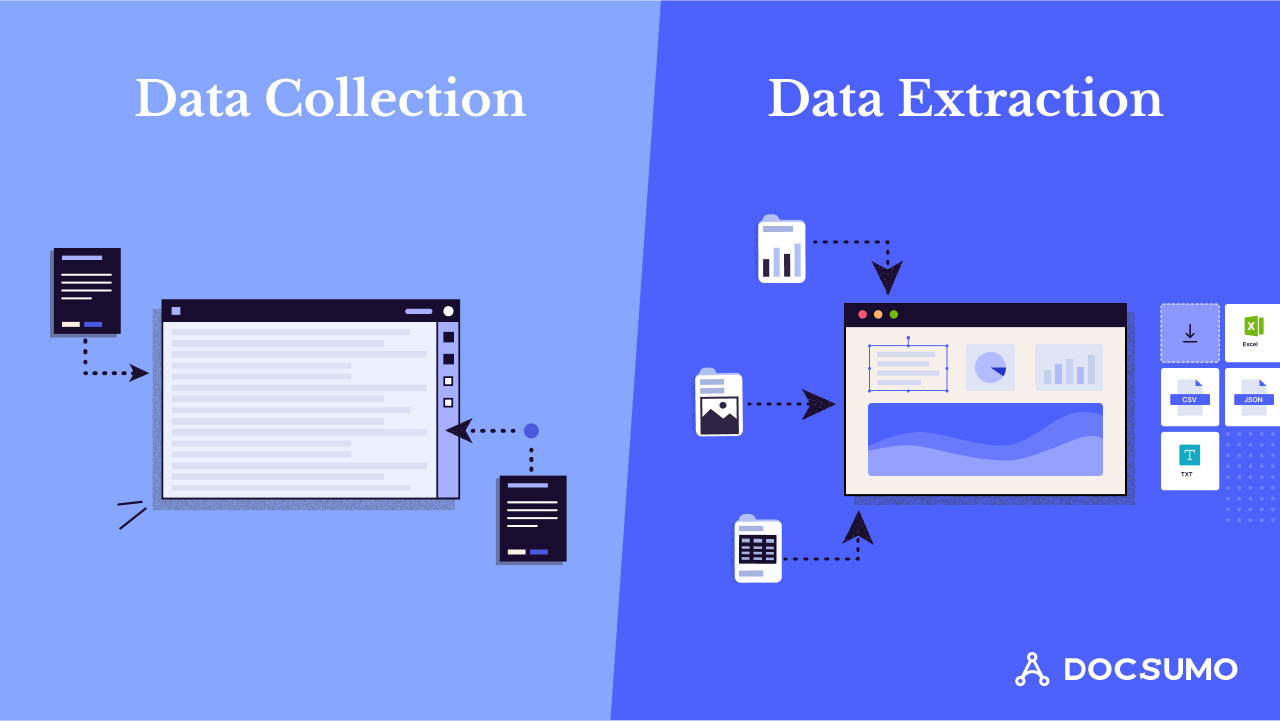 Data Collection
Data Extraction
Excel
CSV
JSON
TXT
DOCSUMO